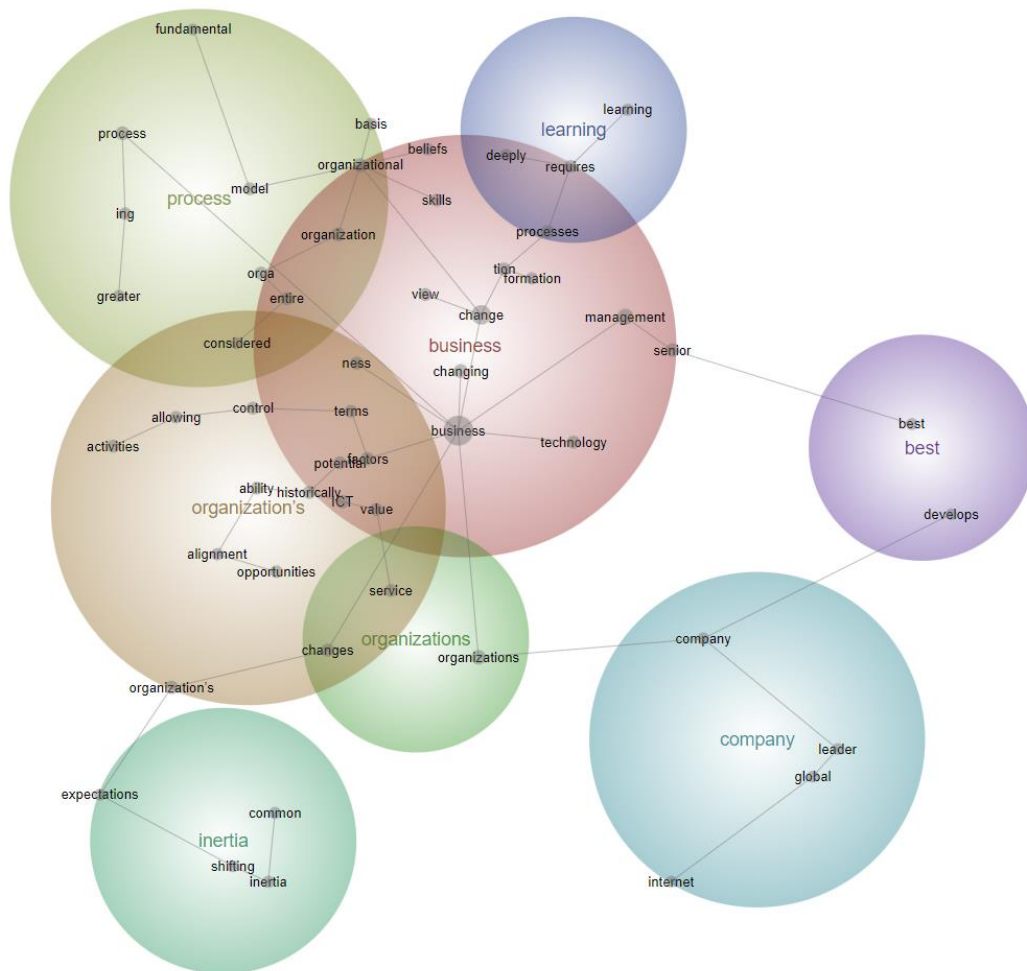 fundamental
learning
basis
learning
process
beliefs
deeply
organizational
requires
model
process
skills
ing
processes
organization
tion
orga
formation
view
greater
entire
change
management
considered
business
senior
ness
changing
allowing
control
terms
best
business
activities
technology
best
potential
factors
ability
historically
ICT
value
organization's
develops
alignment
opportunities
service
organizations
company
changes
organizations
organization's
company
leader
global
expectations
common
inertia
shifting
inertia
internet